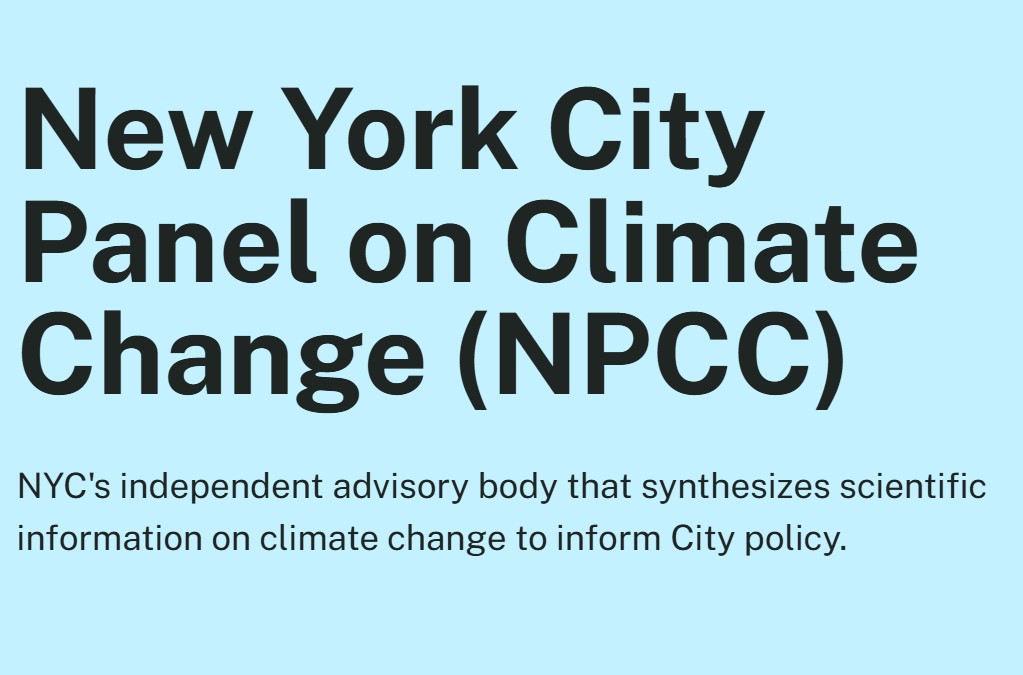 New York City
Panel on Climate
Change (NPCC)
NYC's independent advisory body that synthesizes scientific
information on climate change to inform City policy.